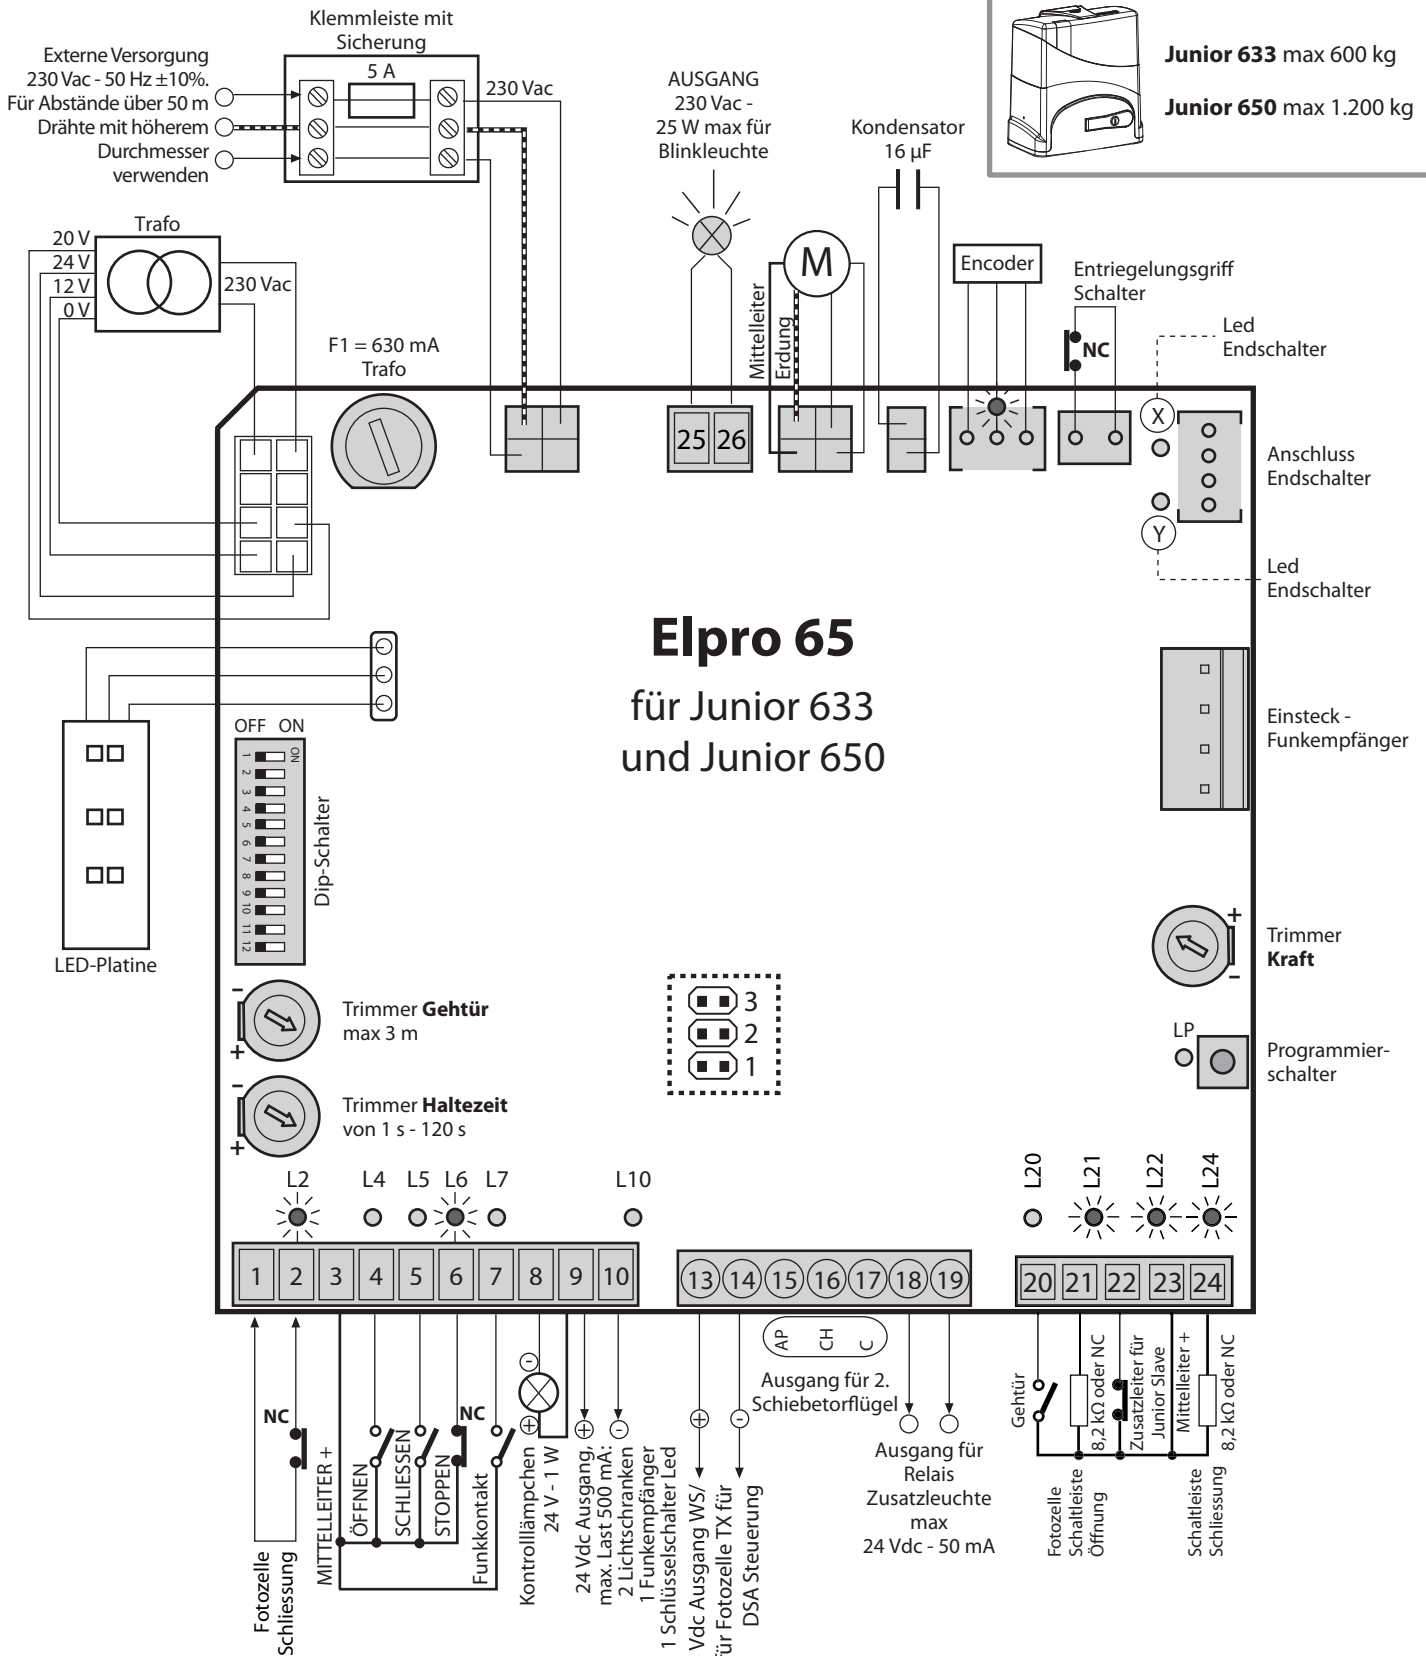 Klemmleiste mit
Sicherung
Externe Versorgung
230 Vac - 50 Hz ±10%.
Für Abstände über 50 m
Drähte mit höherem
Durchmesser
verwenden
5 A
230 Vac
AUSGANG
230 Vac -
25 W max für
Blinkleuchte
Kondensator
16 µF
Junior 633 max 600 kg
Junior 650 max 1.200 kg
Trafo
20 V
24 V
12 V
0 V
230 Vac
F1 = 630 mA
Trafo
M
Mittelleiter
Erdung
Encoder
Entriegelungsgriff
Schalter
NC
Led
Endschalter
X
25 26
Anschluss
Endschalter
Y
Led
Endschalter
Elpro 65
für Junior 633
und Junior 650
Einsteck -
Funkempfänger
OFF ON
ON
1
2
3
4
5
6
7
8
9
10
11
12
Dip-Schalter
LED-Platine
+
-
Trimmer
Kraft
-
+
Trimmer Gehtür
max 3 m
3
2
1
LP
Programmier-
schalter
-
+
Trimmer Haltezeit
von 1 s - 120 s
L2 L4 L5 L6 L7 L10
L20 L21 L22 L24
1 2 3 4 5 6 7 8 9 10
13 14 15 16 17 18 19
20 21 22 23 24
NC
Fotozelle
Schliessung
MITTELLEITER +
ÖFFNEN
SCHLIESSEN
STOPPEN
NC
Funkkontakt
-
+
Kontrolllämpchen
24 V - 1 W
+
-
24 Vdc Ausgang,
max. Last 500 mA:
2 Lichtschranken
1 Funkempfänger
1 Schlüsselschalter Led
+
-
Vdc Ausgang WS/
für Fotozelle TX für
DSA Steuerung
AP CH C
Ausgang für 2.
Schiebetorflügel
Ausgang für
Relais
Zusatzleuchte
max
24 Vdc - 50 mA
Gehtür
8,2 kΩ oder NC
Zusatzleiter für
Junior Slave
Mittelleiter +
8,2 kΩ oder NC
Fotozelle
Schaltleiste
Öffnung
Schaltleiste
Schliessung